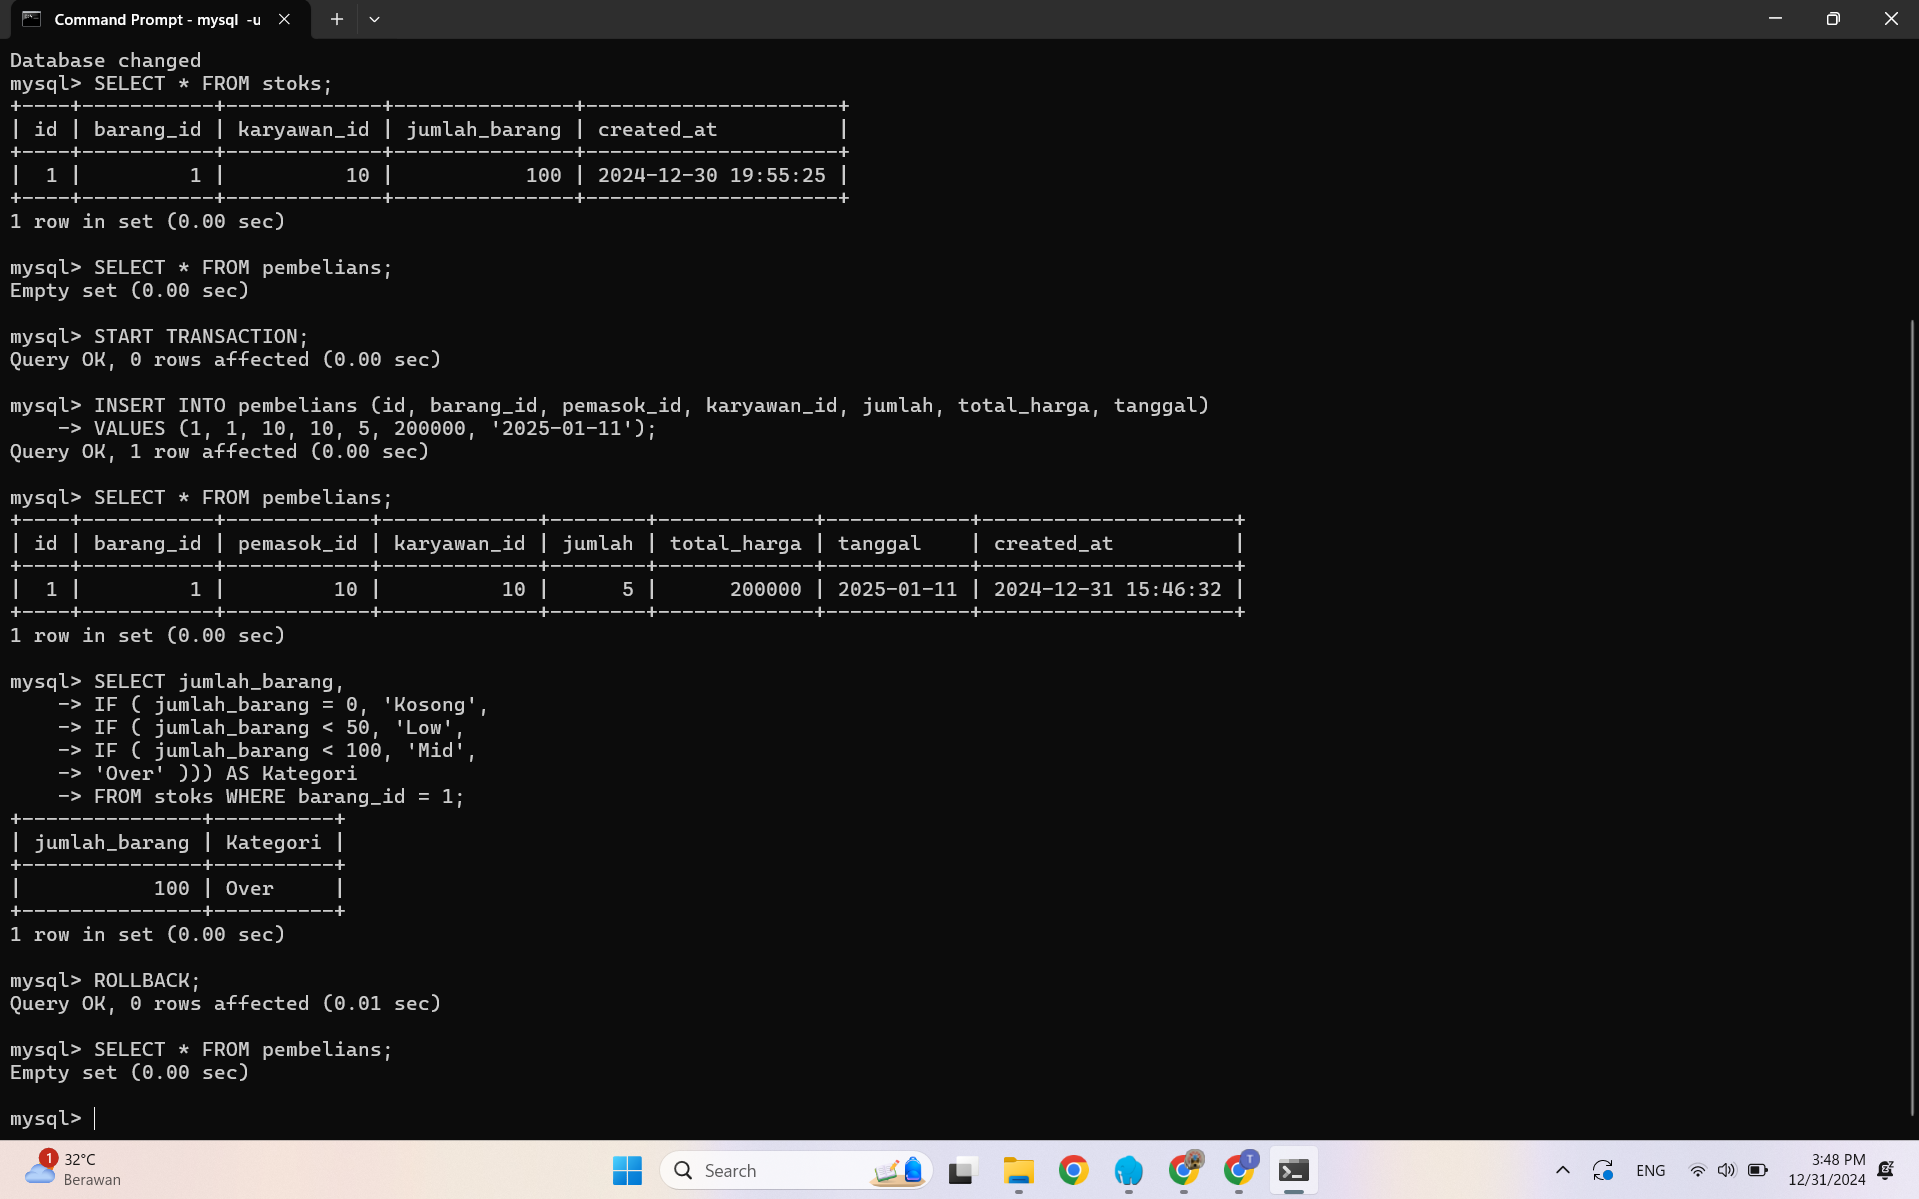 Command Prompt - mysql  -u
Database changed
mysql> SELECT * FROM stoks;
+----+-----------+-------------+---------------+---------------------+
| id | barang_id | karyawan_id | jumlah_barang | created_at          |
+----+-----------+-------------+---------------+---------------------+
|  1 |         1 |          10 |           100 | 2024-12-30 19:55:25 |
+----+-----------+-------------+---------------+---------------------+
1 row in set (0.00 sec)
mysql> SELECT * FROM pembelians;
Empty set (0.00 sec)
mysql> START TRANSACTION;
Query OK, 0 rows affected (0.00 sec)
mysql> INSERT INTO pembelians (id, barang_id, pemasok_id, karyawan_id, jumlah, total_harga, tanggal)
    -> VALUES (1, 1, 10, 10, 5, 200000, '2025-01-11');
Query OK, 1 row affected (0.00 sec)
mysql> SELECT * FROM pembelians;
+----+-----------+------------+-------------+--------+-------------+------------+---------------------+
| id | barang_id | pemasok_id | karyawan_id | jumlah | total_harga | tanggal    | created_at          |
+----+-----------+------------+-------------+--------+-------------+------------+---------------------+
|  1 |         1 |         10 |          10 |      5 |      200000 | 2025-01-11 | 2024-12-31 15:46:32 |
+----+-----------+------------+-------------+--------+-------------+------------+---------------------+
1 row in set (0.00 sec)
mysql> SELECT jumlah_barang,
    -> IF ( jumlah_barang = 0, 'Kosong',
    -> IF ( jumlah_barang < 50, 'Low',
    -> IF ( jumlah_barang < 100, 'Mid',
    -> 'Over' ))) AS Kategori
    -> FROM stoks WHERE barang_id = 1;
+---------------+----------+
| jumlah_barang | Kategori |
+---------------+----------+
|           100 | Over     |
+---------------+----------+
1 row in set (0.00 sec)
mysql> ROLLBACK;
Query OK, 0 rows affected (0.01 sec)
mysql> SELECT * FROM pembelians;
Empty set (0.00 sec)
mysql>
1
32°C
Berawan
Search
T
ENG
3:48 PM
12/31/2024